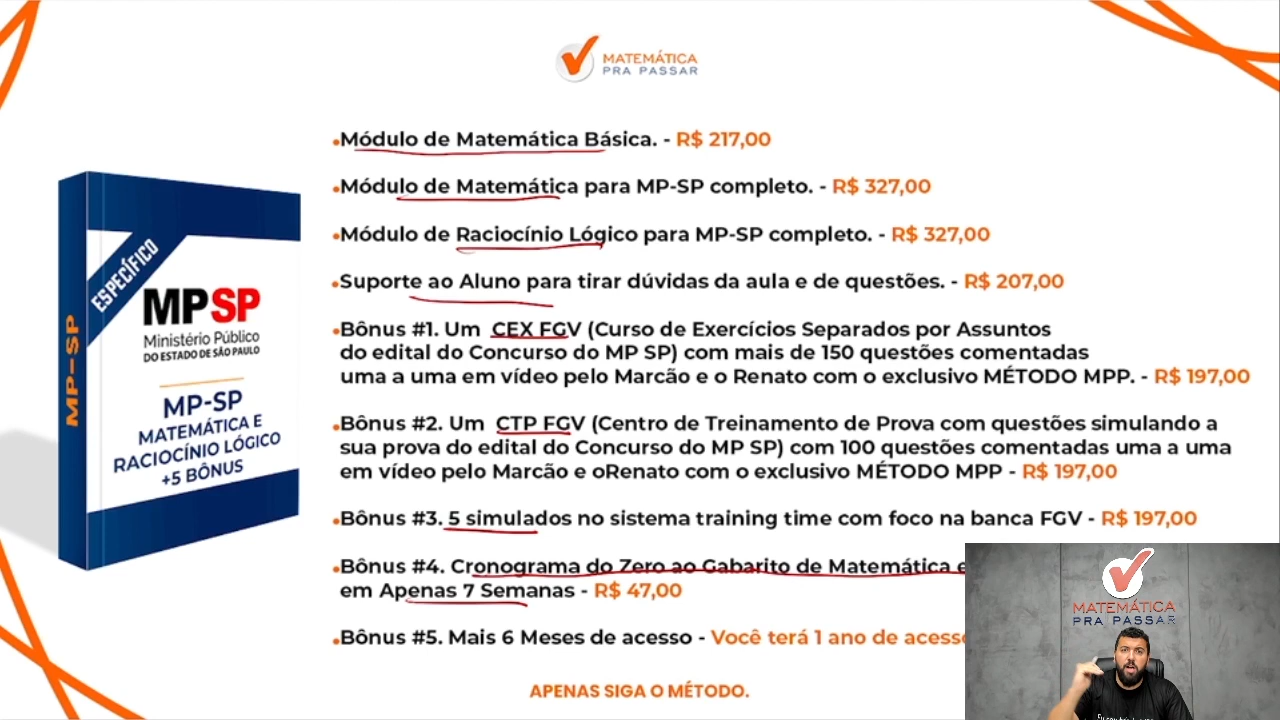 MATEMÁTICA
PRA PASSAR
•Módulo de Matemática Básica. - R$ 217,00
•Módulo de Matemática para MP-SP completo. - R$ 327,00
•Módulo de Raciocínio Lógico para MP-SP completo. - R$ 327,00
•Suporte ao Aluno para tirar dúvidas da aula e de questões. - R$ 207,00
•Bônus #1. Um CEX FGV (Curso de Exercícios Separados por Assuntos
do edital do Concurso do MP SP) com mais de 150 questões comentadas
uma a uma em vídeo pelo Marcão e o Renato com o exclusivo MÉTODO MPP. - R$ 197,00
•Bônus #2. Um CTP FGV (Centro de Treinamento de Prova com questões simulando a
sua prova do edital do Concurso do MP SP) com 100 questões comentadas uma a uma
em vídeo pelo Marcão e oRenato com o exclusivo MÉTODO MPP - R$ 197,00
•Bônus #3. 5 simulados no sistema training time com foco na banca FGV - R$ 197,00
•Bônus #4. Cronograma do Zero ao Gabarito de Matemática e
em Apenas 7 Semanas - R$ 47,00
•Bônus #5. Mais 6 Meses de acesso - Você terá 1 ano de acesso
APENAS SIGA O MÉTODO.
MP-SP
ESPECÍFICO
MPSP
Ministério Público
DO ESTADO DE SÃO PAULO
MP-SP
MATEMÁTICA E
RACIOCÍNIO LÓGICO
+5 BÔNUS
MATEMÁTICA
PRA PASSAR